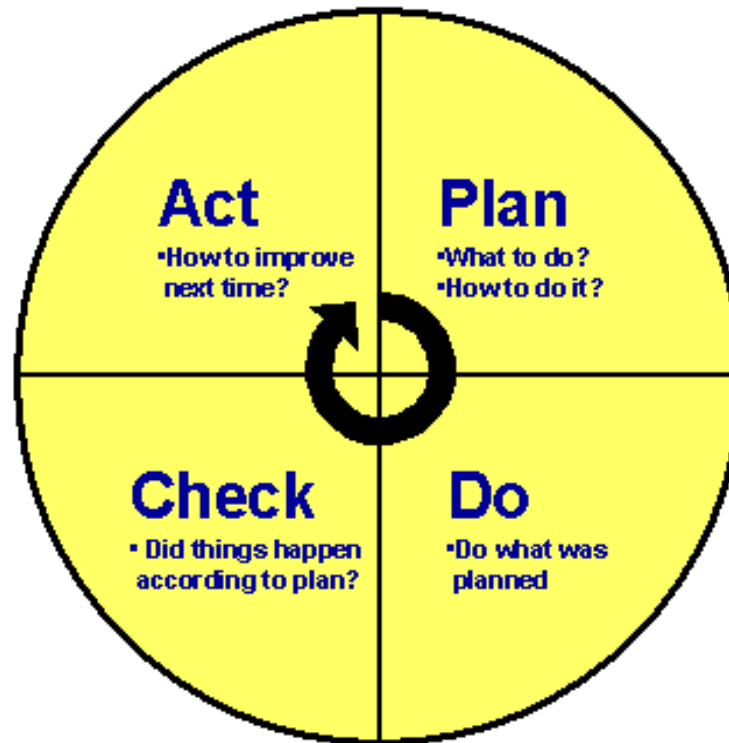 Act
•How to improve
next time?
Plan
•What to do?
•How to do it?
Check
• Did things happen
according to plan?
Do
•Do what was
planned